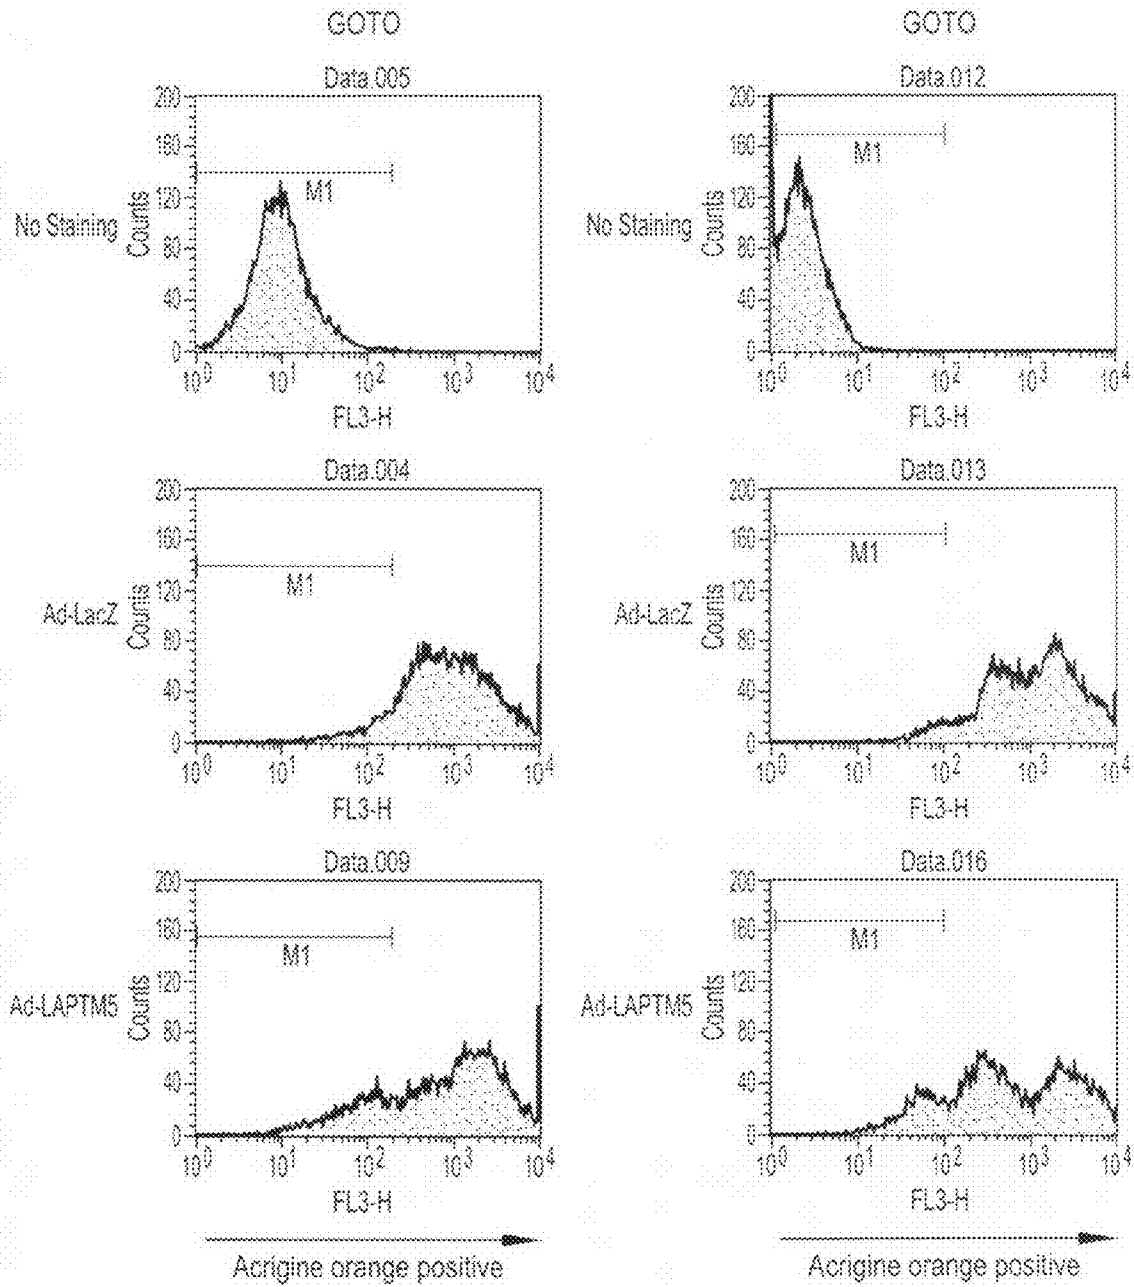 GOTO
Data.005
200
160
120
80
40
0
Counts
No Staining
M1
10^0 10^1 10^2 10^3 10^4
FL3-H
GOTO
Data.012
200
160
120
80
40
0
Counts
No Staining
M1
10^0 10^1 10^2 10^3 10^4
FL3-H
Data.004
200
160
120
80
40
0
Counts
Ad-LacZ
M1
10^0 10^1 10^2 10^3 10^4
FL3-H
Data.013
200
160
120
80
40
0
Counts
Ad-LacZ
M1
10^0 10^1 10^2 10^3 10^4
FL3-H
Data.009
200
160
120
80
40
0
Counts
Ad-LAPTM5
M1
10^0 10^1 10^2 10^3 10^4
FL3-H
Acrigine orange positive
Data.016
200
160
120
80
40
0
Counts
Ad-LAPTM5
M1
10^0 10^1 10^2 10^3 10^4
FL3-H
Acrigine orange positive